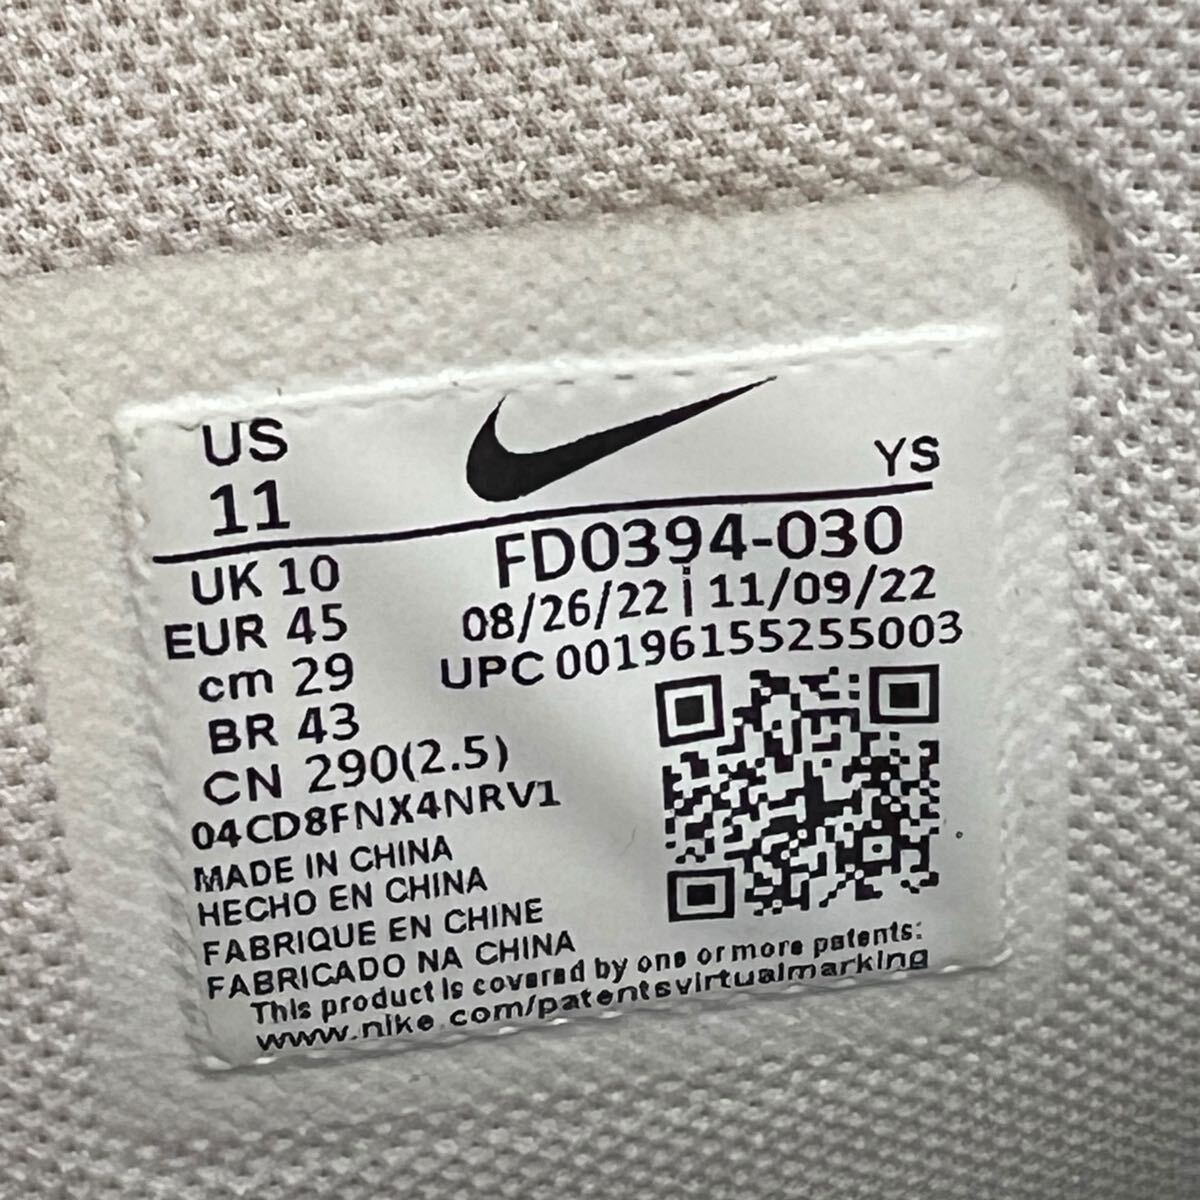 US
11
YS
UK 10
EUR 45
cm 29
BR 43
CN 290(2.5)
FD0394-030
08/26/22 | 11/09/22
UPC 00196155255003
04CD8FNX4NRV1
MADE IN CHINA
HECHO EN CHINA
FABRIQUE EN CHINE
FABRICADO NA CHINA
This product is covered by one or more patents:
www.nike.com/patentsvirtualmarking